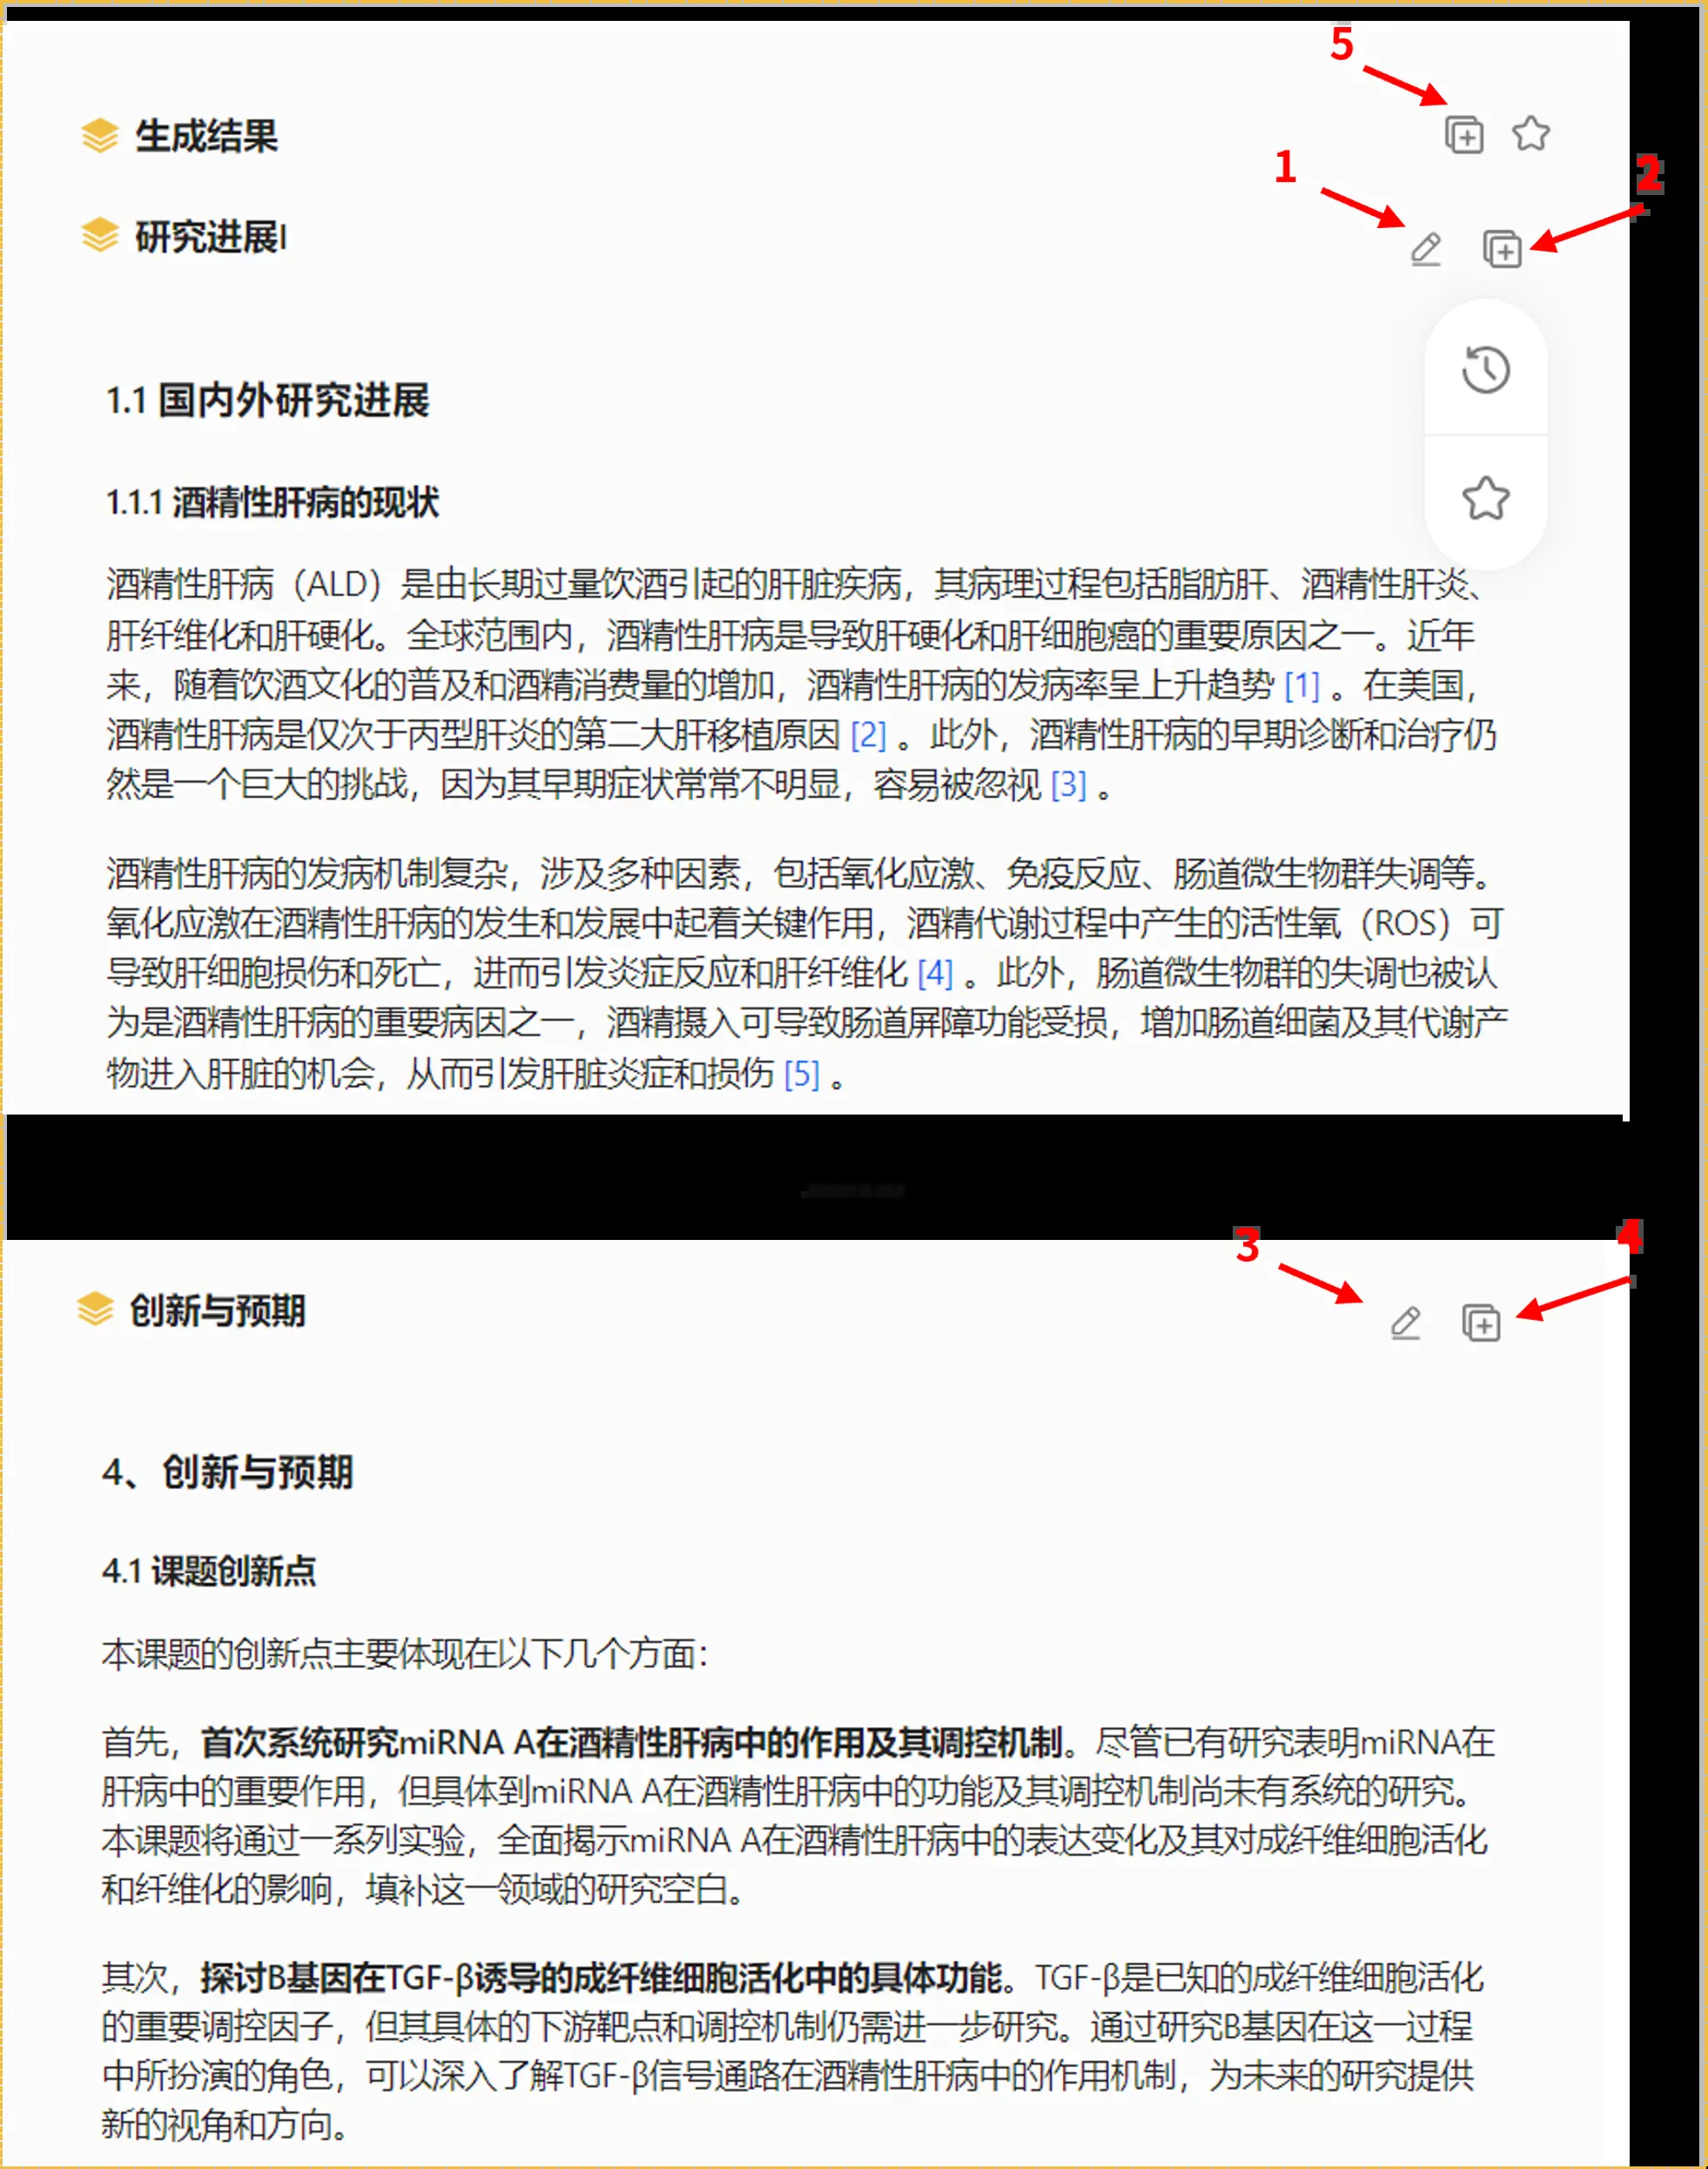 5
生成结果
1
2
研究进展I
1.1 国内外研究进展
1.1.1 酒精性肝病的现状
酒精性肝病（ALD）是由长期过量饮酒引起的肝脏疾病，其病理过程包括脂肪肝、酒精性肝炎、
肝纤维化和肝硬化。全球范围内，酒精性肝病是导致肝硬化和肝细胞癌的重要原因之一。近年
来，随着饮酒文化的普及和酒精消费量的增加，酒精性肝病的发病率呈上升趋势 [1] 。在美国，
酒精性肝病是仅次于丙型肝炎的第二大肝移植原因 [2] 。此外，酒精性肝病的早期诊断和治疗仍
然是一个巨大的挑战，因为其早期症状常常不明显，容易被忽视 [3] 。
酒精性肝病的发病机制复杂，涉及多种因素，包括氧化应激、免疫反应、肠道微生物群失调等。
氧化应激在酒精性肝病的发生和发展中起着关键作用，酒精代谢过程中产生的活性氧（ROS）可
导致肝细胞损伤和死亡，进而引发炎症反应和肝纤维化 [4] 。此外，肠道微生物群的失调也被认
为是酒精性肝病的重要病因之一，酒精摄入可导致肠道屏障功能受损，增加肠道细菌及其代谢产
物进入肝脏的机会，从而引发肝脏炎症和损伤 [5] 。
3
4
创新与预期
4、创新与预期
4.1 课题创新点
本课题的创新点主要体现在以下几个方面：
首先，首次系统研究miRNA A在酒精性肝病中的作用及其调控机制。尽管已有研究表明miRNA在
肝病中的重要作用，但具体到miRNA A在酒精性肝病中的功能及其调控机制尚未有系统的研究。
本课题将通过一系列实验，全面揭示miRNA A在酒精性肝病中的表达变化及其对成纤维细胞活化
和纤维化的影响，填补这一领域的研究空白。
其次，探讨B基因在TGF-β诱导的成纤维细胞活化中的具体功能。TGF-β是已知的成纤维细胞活化
的重要调控因子，但其具体的下游靶点和调控机制仍需进一步研究。通过研究B基因在这一过程
中所扮演的角色，可以深入了解TGF-β信号通路在酒精性肝病中的作用机制，为未来的研究提供
新的视角和方向。